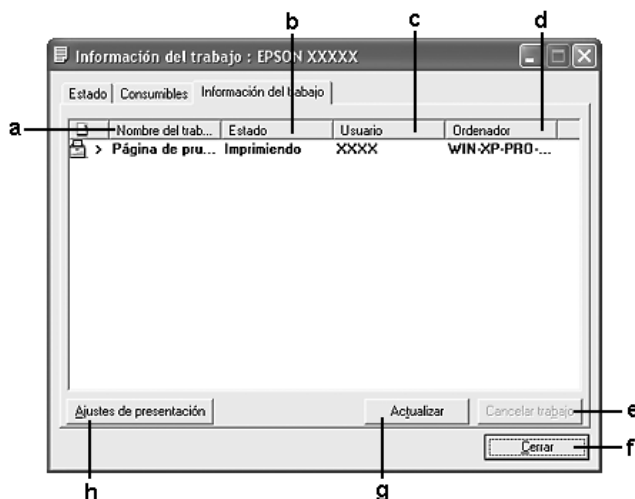 b c d
Información del trabajo : EPSON XXXXX
Estado Consumibles Información del trabajo
a Nombre del trab... Estado Usuario Ordenador
> Página de pru... Imprimiendo XXXX WIN-XP-PRO-...
Ajustes de presentación Actualizar Cancelar trabajo e
Cerrar f
h g